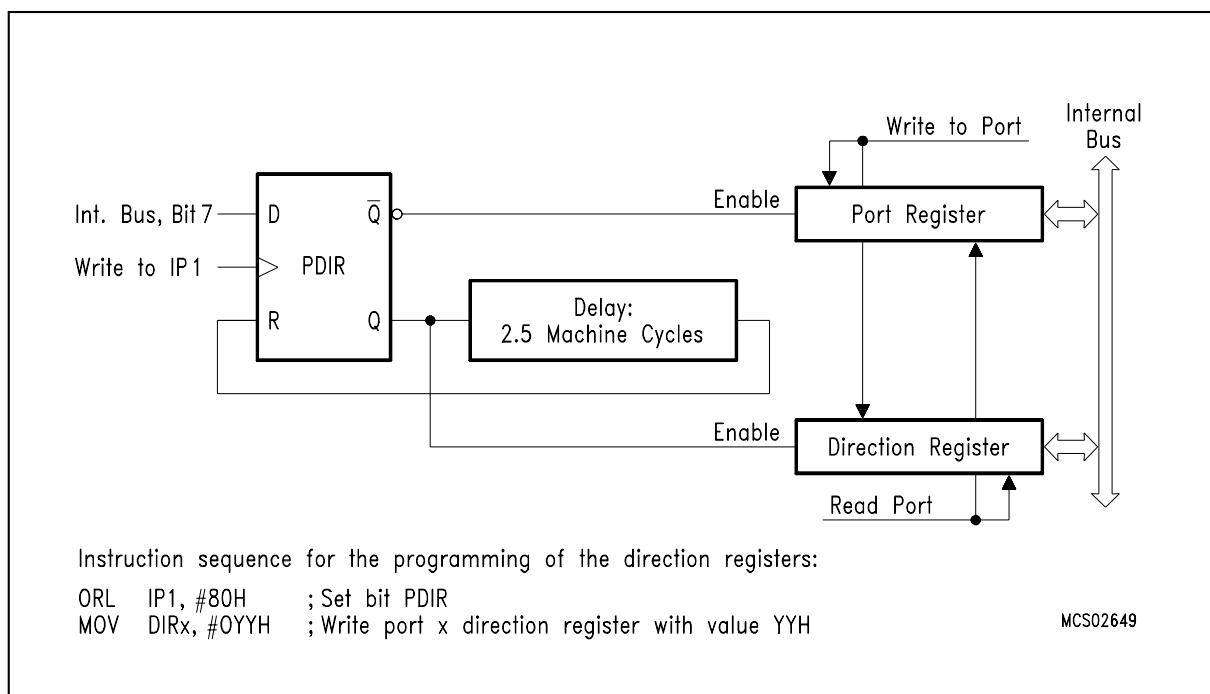 Write to Port
Internal
Bus
Int. Bus, Bit 7
D
Q
Enable
Port Register
Write to IP1
PDIR
R
Q
Delay:
2.5 Machine Cycles
Enable
Direction Register
Read Port
Instruction sequence for the programming of the direction registers:
ORL IP1, #80H ; Set bit PDIR
MOV DIRx, #0YYH ; Write port x direction register with value YYH
MCS02649